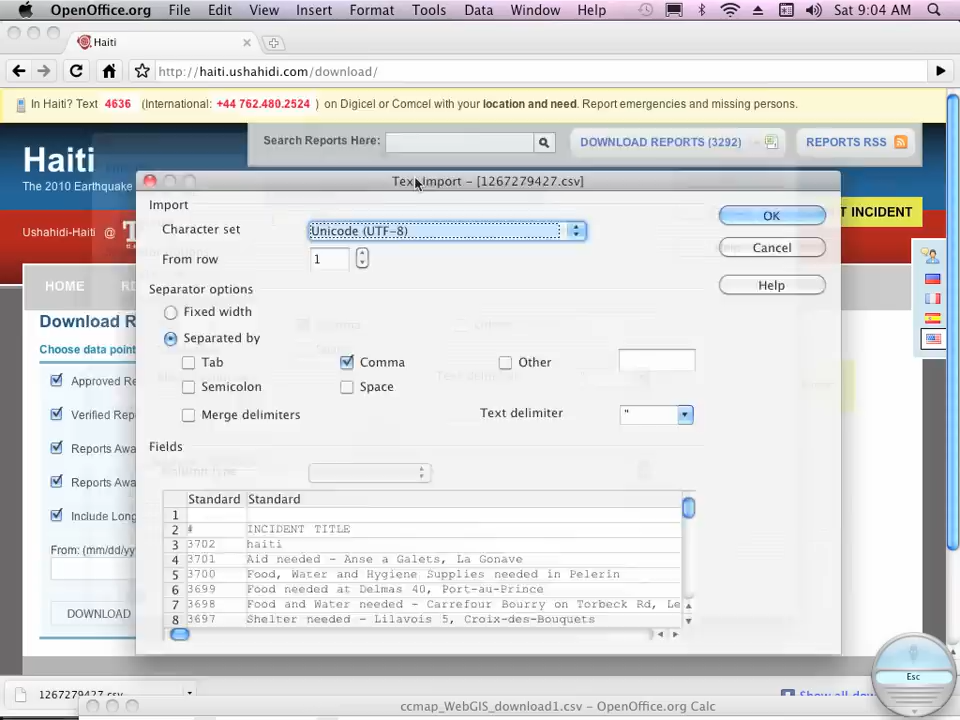 OpenOffice.org File Edit View Insert Format Tools Data Window Help Sat 9:04 AM
Haiti
http://haiti.ushahidi.com/download/
In Haiti? Text 4636 (International: +44 762.480.2524 ) on Digicel or Comcel with your location and need. Report emergencies and missing persons.
Search Reports Here: DOWNLOAD REPORTS (3292) REPORTS RSS
Haiti
The 2010 Earthquake
Text Import – [1267279427.csv]
Import
OK
T INCIDENT
Ushahidi-Haiti @
Character set Unicode (UTF-8)
Cancel
From row 1
Help
HOME
Separator options
Fixed width
Download R
Separated by
Choose data poin
Tab Comma Other
Approved Re
Semicolon Space
Verified Rep
Merge delimiters Text delimiter "
Reports Awa
Fields
Reports Awa
Standard Standard
1
Include Long
2 # INCIDENT TITLE
3 3702 haiti
From: (mm/dd/yy
4 3701 Aid needed - Anse a Galets, La Gonave
5 3700 Food, Water and Hygiene Supplies needed in Pelerin
6 3699 Food needed at Delmas 40, Port-au-Prince
7 3698 Food and Water needed - Carrefour Bourry on Torbeck Rd, Le
DOWNLOAD
8 3697 Shelter needed - Lilavois 5, Croix-des-Bouquets
Esc
1267279427.csv
Show all dow
ccmap_WebGIS_download1.csv – OpenOffice.org Calc